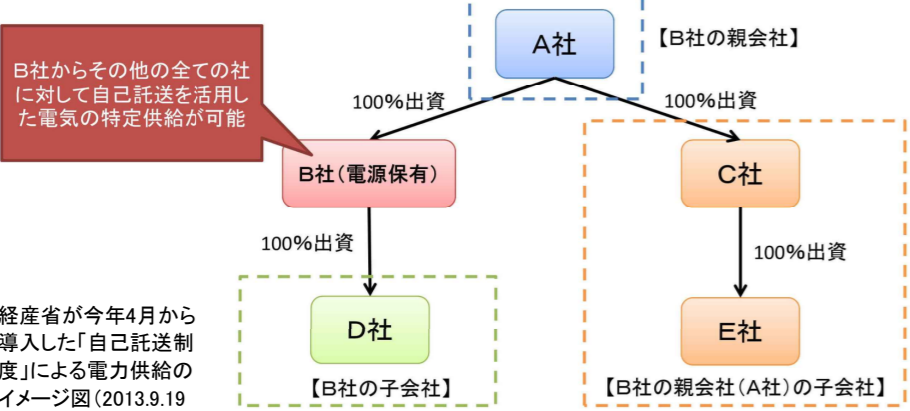 A社
【B社の親会社】
B社からその他の全ての社
に対して自己託送を活用し
た電気の特定供給が可能
100%出資
100%出資
B社(電源保有)
C社
100%出資
100%出資
D社
E社
【B社の子会社】
【B社の親会社(A社)の子会社】
経産省が今年4月から
導入した「自己託送制
度」による電力供給の
イメージ図(2013.9.19